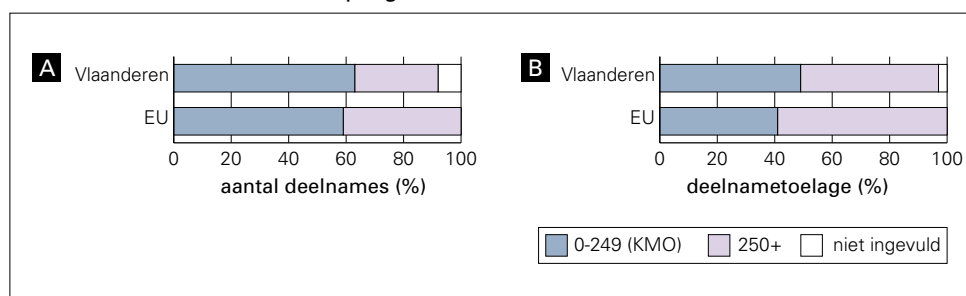 A
Vlaanderen
EU
0 20 40 60 80 100
aantal deelnames (%)
B
Vlaanderen
EU
0 20 40 60 80 100
deelnametoelage (%)
0-249 (KMO) 250+ niet ingevuld